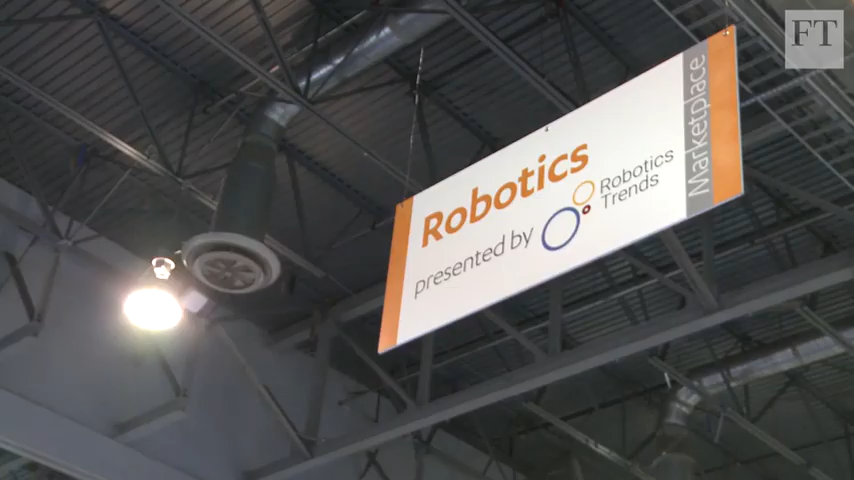 FT
Robotics
presented by
Robotics
Trends
Marketplace